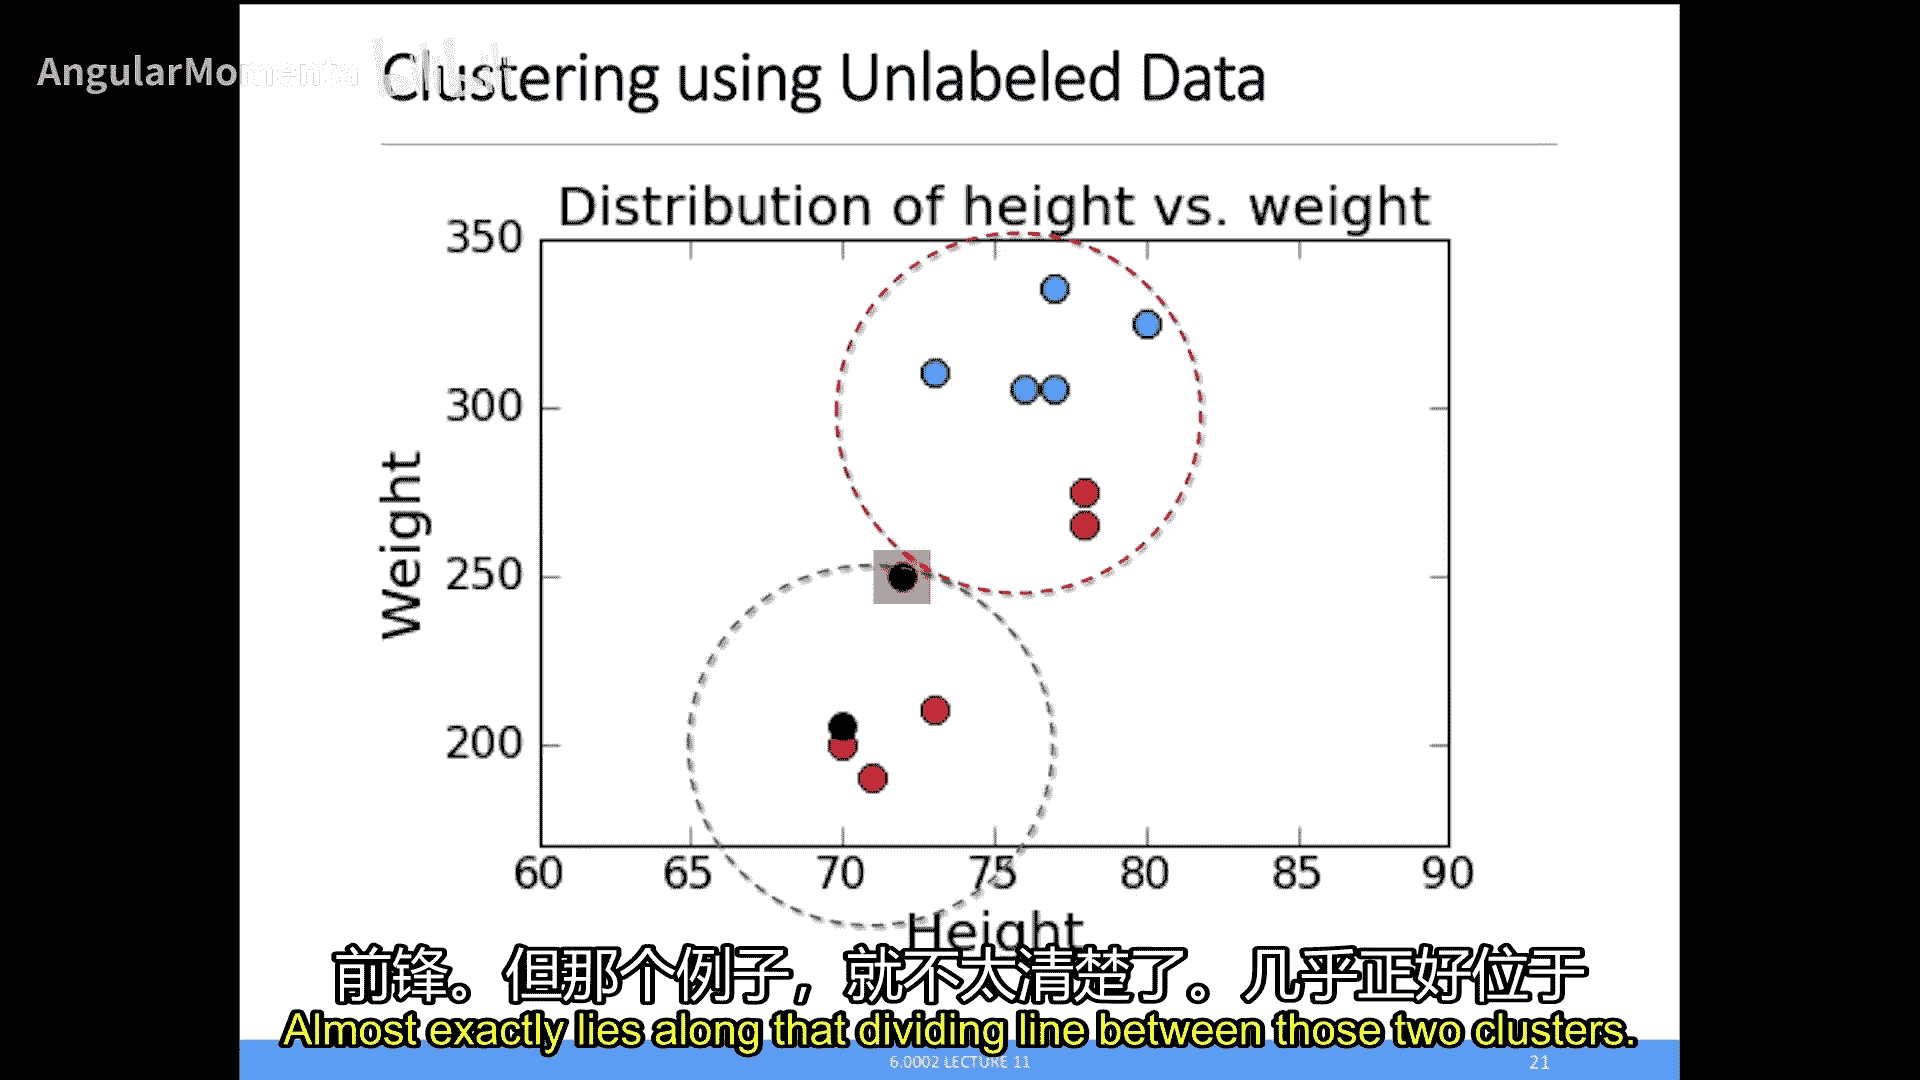 AngularMomenta
Clustering using Unlabeled Data
Distribution of height vs. weight
350
300
250
200
Weight
60 65 70 75 80 85 90
Height
前锋。但那个例子，就不太清楚了。几乎正好位于
Almost exactly lies along that dividing line between those two clusters.
6.0002 LECTURE 11
21